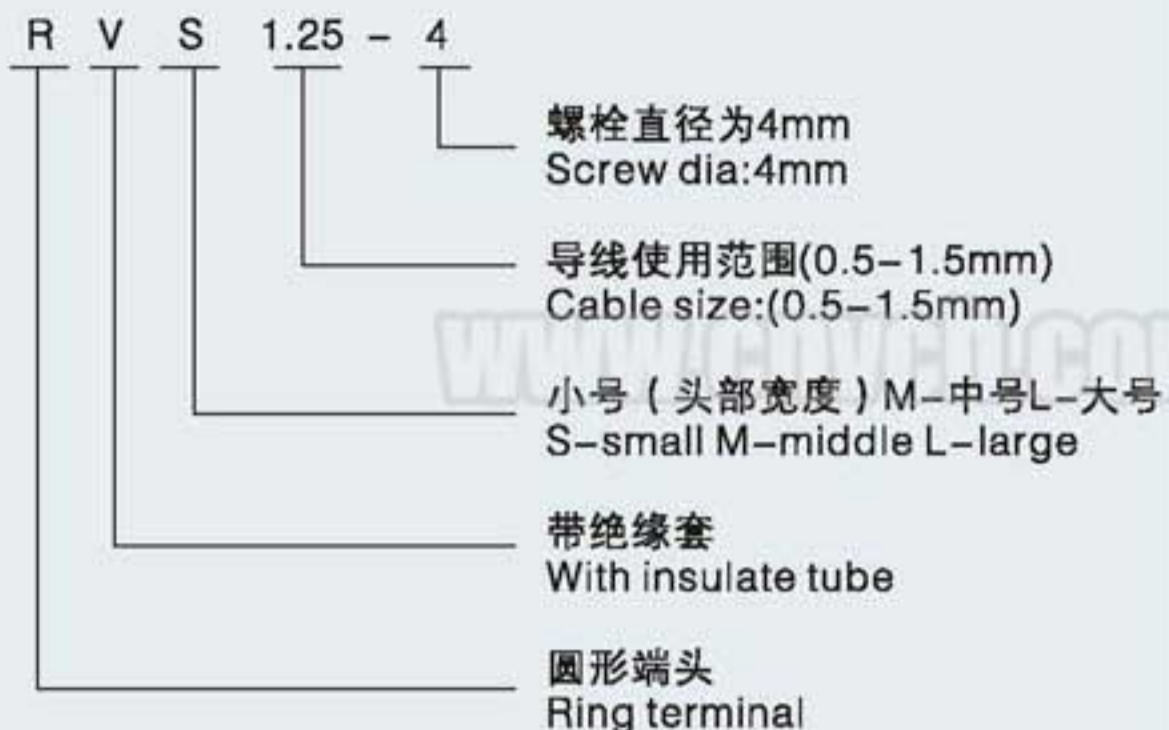 R V S 1.25 - 4
螺栓直径为4mm
Screw dia:4mm
导线使用范围(0.5-1.5mm)
Cable size:(0.5-1.5mm)
小号（头部宽度）M-中号L-大号
S-small M-middle L-large
带绝缘套
With insulate tube
圆形端头
Ring terminal